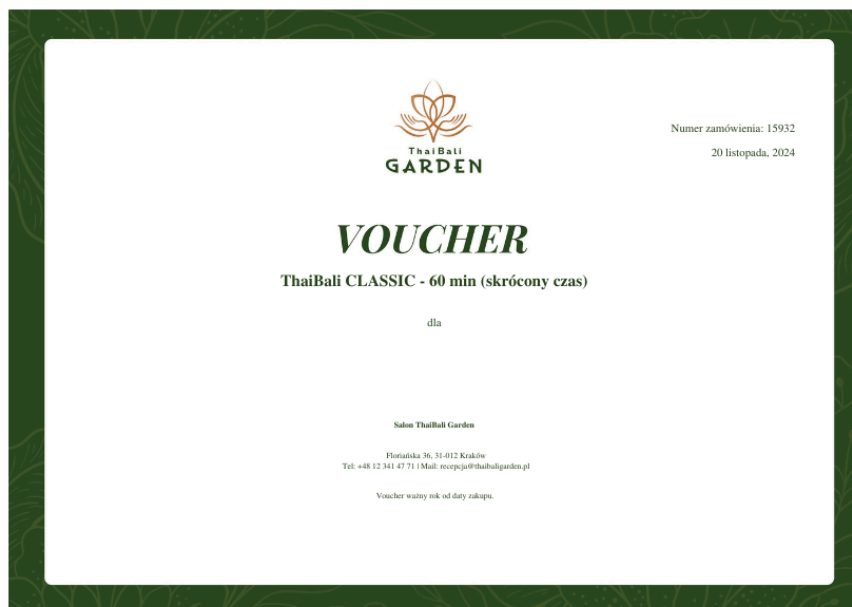 ThaiBali
GARDEN
Numer zamówienia: 15932
20 listopada, 2024
VOUCHER
ThaiBali CLASSIC - 60 min (skrócony czas)
dla
Salon ThaiBali Garden
Floriańska 36, 31-012 Kraków
Tel: +48 12 341 47 71 | Mail: recepcja@thaibaligarden.pl
Voucher ważny rok od daty zakupu.